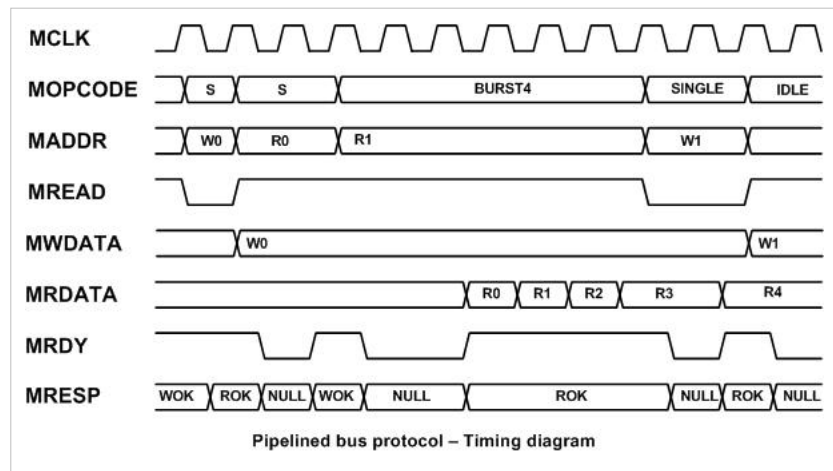 MCLK
MOPCODE S S BURST4 SINGLE IDLE
MADDR W0 R0 R1 W1
MREAD
MWDATA W0 W1
MRDATA R0 R1 R2 R3 R4
MRDY
MRESP WOK ROK NULL WOK NULL ROK NULL ROK NULL
Pipelined bus protocol – Timing diagram